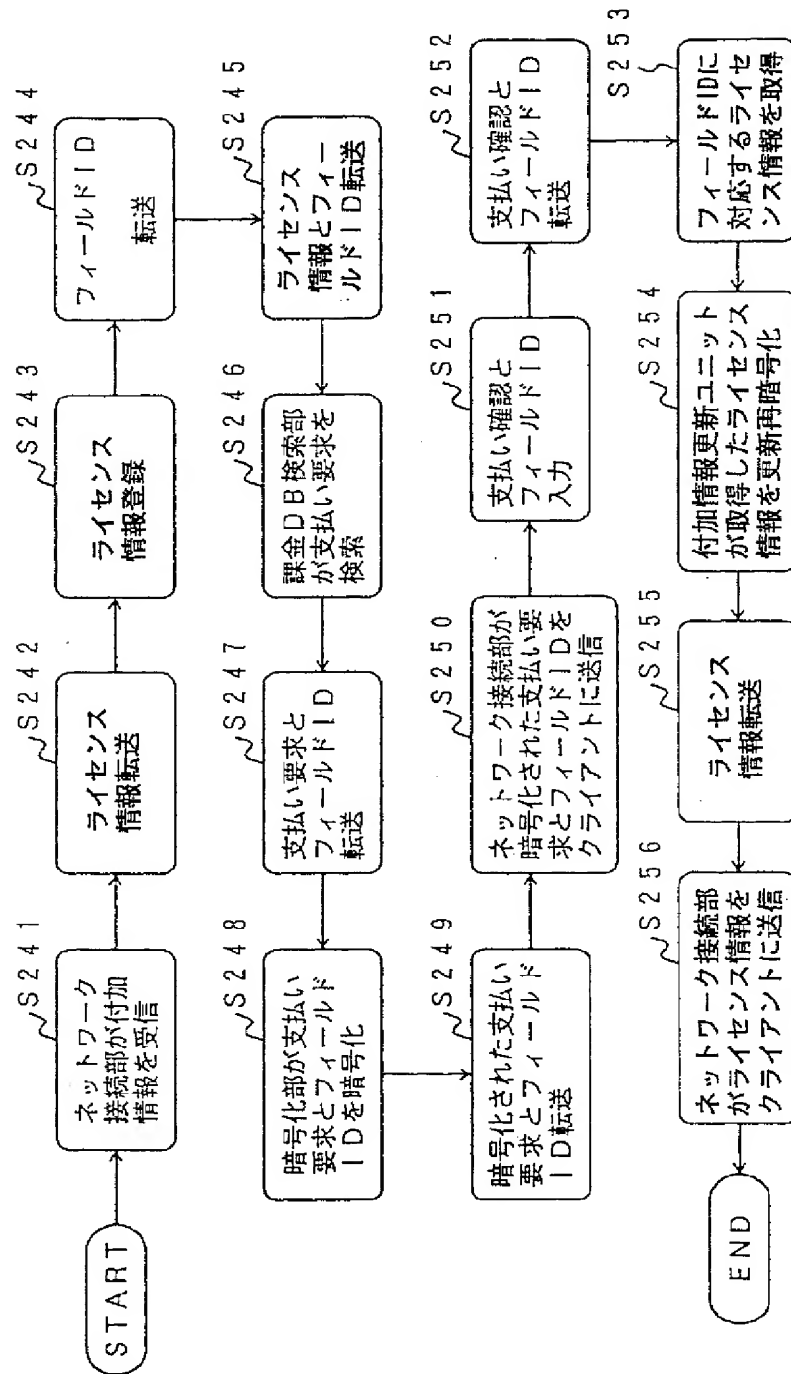 START
S241
ネットワーク
接続部が付加
情報を受信
S242
ライセンス
情報転送
S243
ライセンス
情報登録
S244
フィールドID
転送
S245
ライセンス
情報とフィー
ルドID転送
S246
課金DB検索部
が支払い要求を
検索
S247
支払い要求と
フィールドID
転送
S248
暗号化部が支払い
要求とフィールド
IDを暗号化
S249
暗号化された支払い
要求とフィールド
ID転送
S250
ネットワーク接続部が
暗号化された支払い要
求とフィールドIDを
クライアントに送信
S251
支払い確認と
フィールドID
入力
S252
支払い確認と
フィールドID
転送
S253
フィールドIDに
対応するライセ
ンス情報を取得
S254
付加情報更新ユニット
が取得したライセンス
情報を更新再暗号化
S255
ライセンス
情報転送
S256
ネットワーク接続部
がライセンス情報を
クライアントに送信
END